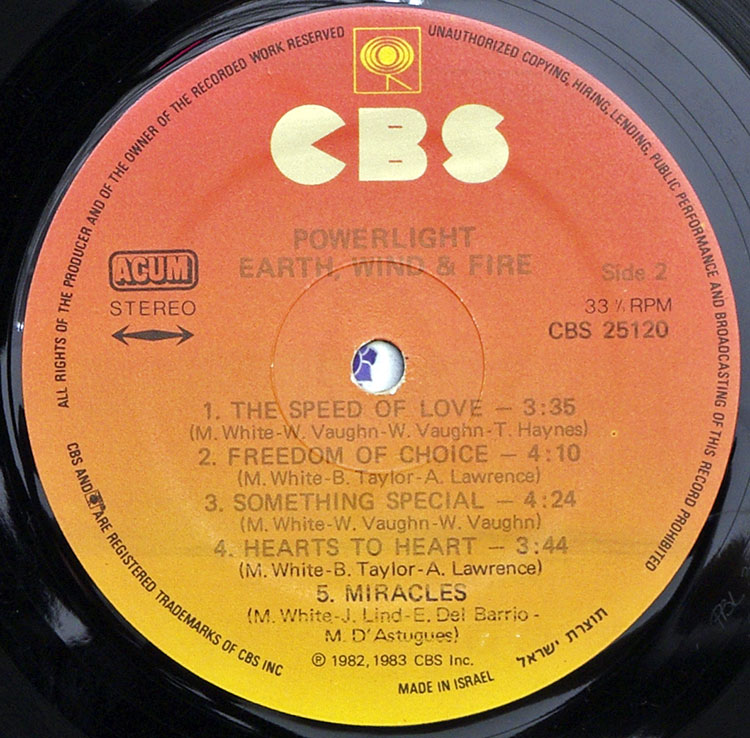 ALL RIGHTS OF THE PRODUCER AND OF THE OWNER OF THE RECORDED WORK RESERVED
UNAUTHORIZED COPYING, HIRING, LENDING, PUBLIC PERFORMANCE AND BROADCASTING OF THIS RECORD PROHIBITED
CBS
POWERLIGHT
EARTH, WIND & FIRE
Side 2
ACUM
STEREO
33 ⅓ RPM
CBS 25120
1. THE SPEED OF LOVE – 3:35
(M. White-W. Vaughn-W. Vaughn-T. Haynes)
2. FREEDOM OF CHOICE – 4:10
(M. White-B. Taylor-A. Lawrence)
3. SOMETHING SPECIAL – 4:24
(M. White-W. Vaughn-W. Vaughn)
4. HEARTS TO HEART – 3:44
(M. White-B. Taylor-A. Lawrence)
5. MIRACLES
(M. White-J. Lind-E. Del Barrio-
M. D'Astugues)
℗ 1982, 1983 CBS Inc.
CBS AND ARE REGISTERED TRADEMARKS OF CBS INC
MADE IN ISRAEL
תוצרת ישראל